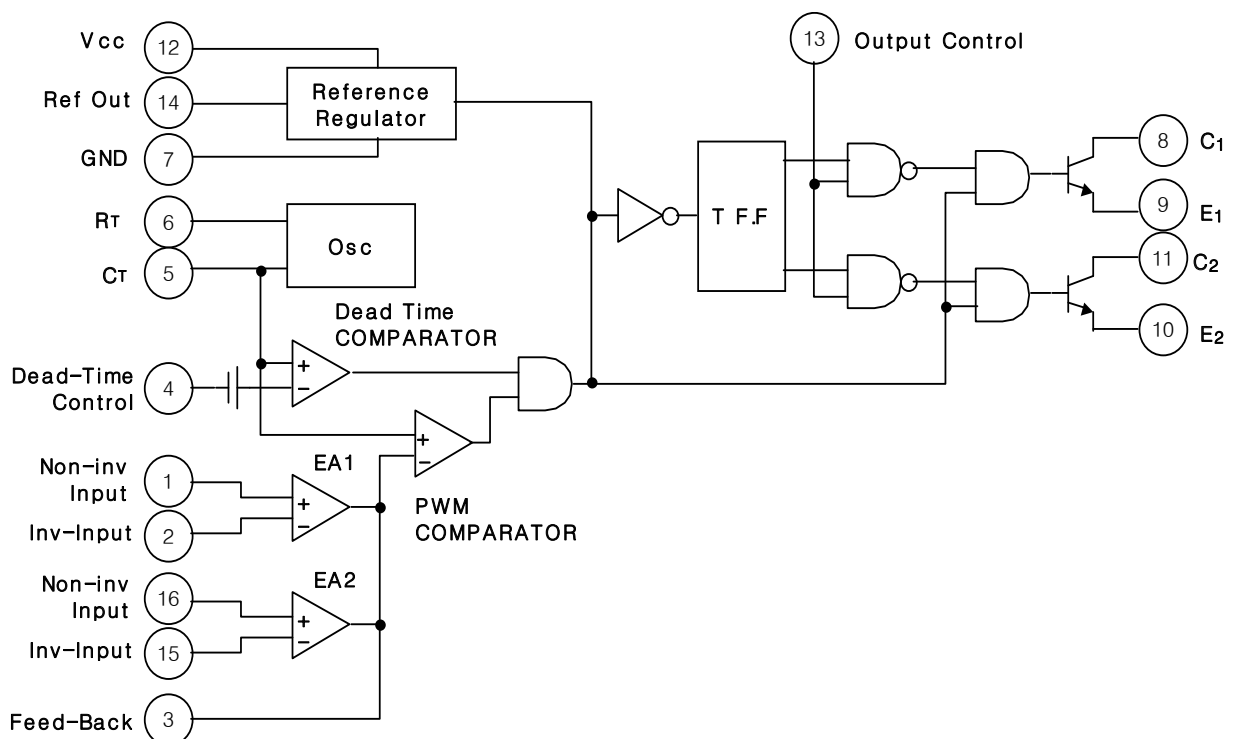 Vcc
12
Ref Out
14
GND
7
Reference
Regulator
RT
6
CT
5
Osc
Dead Time
COMPARATOR
+
−
Dead-Time
Control
4
Non-inv
Input
1
Inv-Input
2
EA1
+
−
+
−
PWM
COMPARATOR
Non-inv
Input
16
Inv-Input
15
EA2
+
−
Feed-Back
3
13
Output Control
T F.F
8
C1
9
E1
11
C2
10
E2